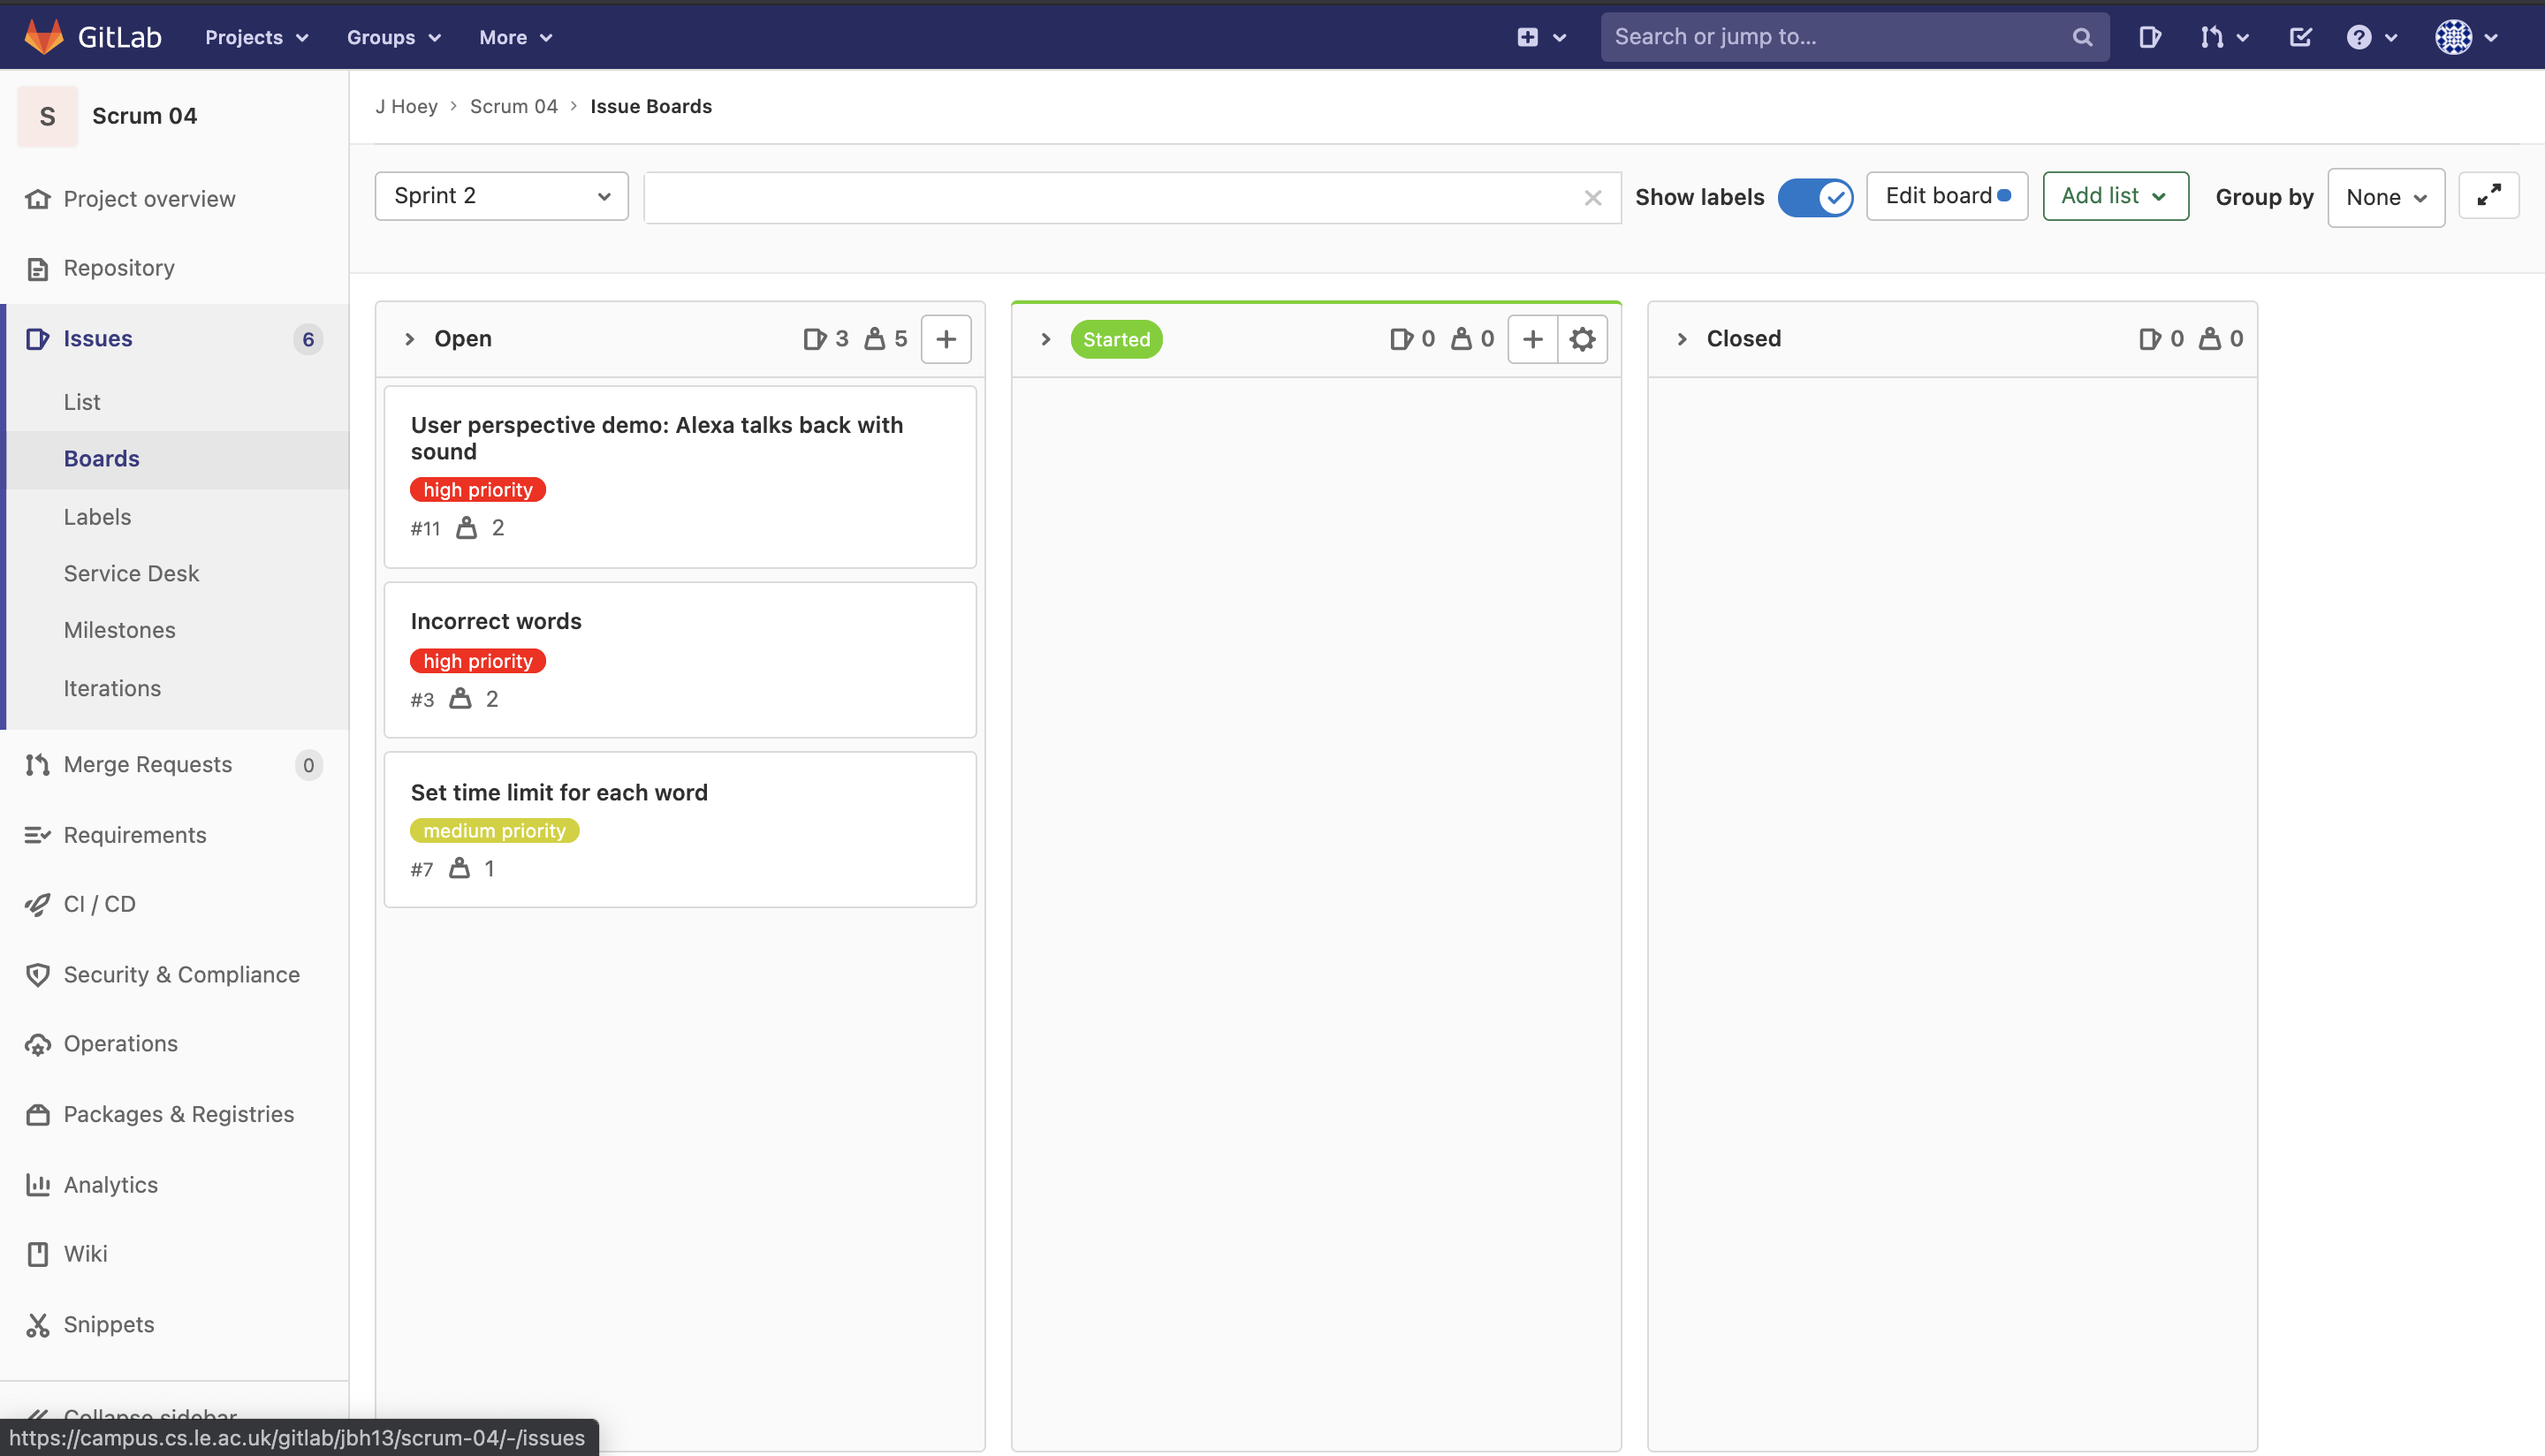 GitLab Projects Groups More Search or jump to...
S Scrum 04
Project overview
Repository
Issues 6
List
Boards
Labels
Service Desk
Milestones
Iterations
Merge Requests 0
Requirements
CI / CD
Security & Compliance
Operations
Packages & Registries
Analytics
Wiki
Snippets
Collapse sidebar
https://campus.cs.le.ac.uk/gitlab/jbh13/scrum-04/-/issues
J Hoey > Scrum 04 > Issue Boards
Sprint 2 Show labels Edit board Add list Group by None
Open 3 5
User perspective demo: Alexa talks back with
sound
high priority
#11 2
Incorrect words
high priority
#3 2
Set time limit for each word
medium priority
#7 1
Started 0 0
Closed 0 0